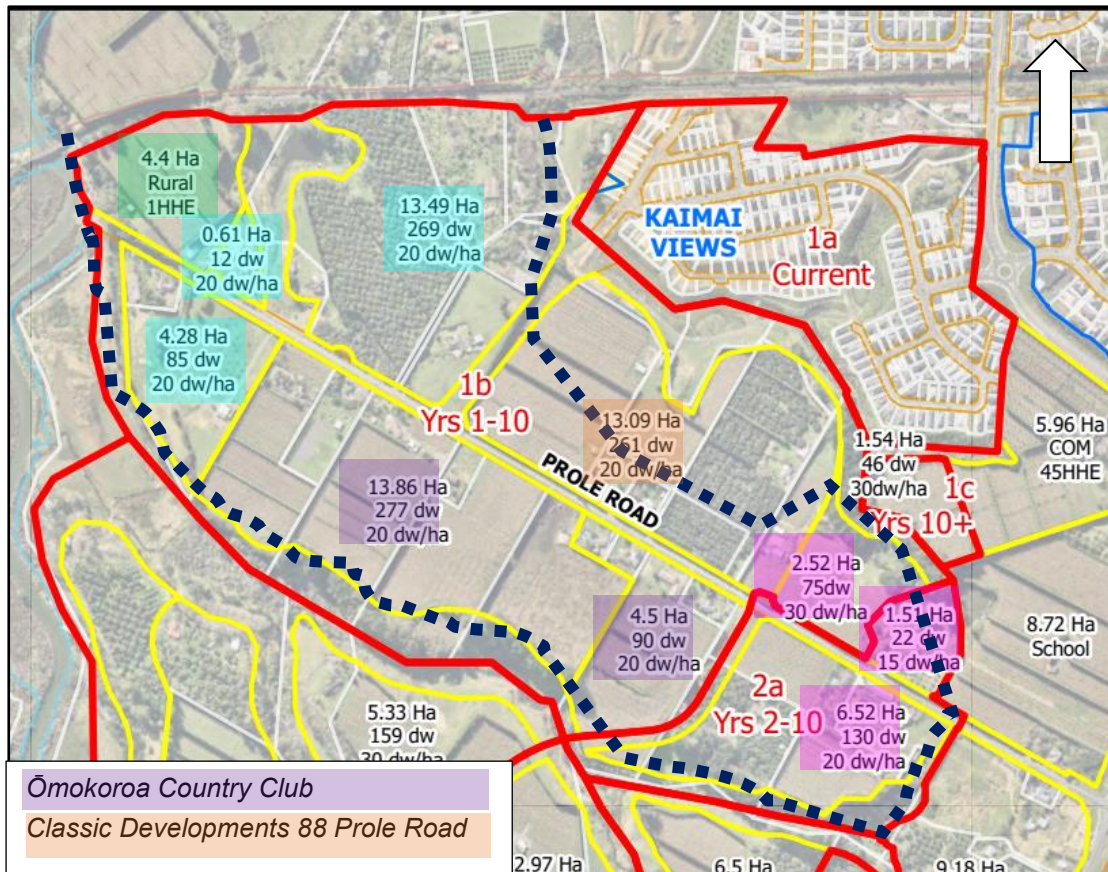 4.4 Ha
Rural
1HHE
0.61 Ha
12 dw
20 dw/ha
13.49 Ha
269 dw
20 dw/ha
KAIMAI
VIEWS
1a
Current
4.28 Ha
85 dw
20 dw/ha
1b
Yrs 1-10
13.09 Ha
261 dw
20 dw/ha
1.54 Ha
46 dw
30dw/ha
5.96 Ha
COM
45HHE
1c
Yrs 10+
PROLE ROAD
13.86 Ha
277 dw
20 dw/ha
2.52 Ha
75dw
30 dw/ha
4.5 Ha
90 dw
20 dw/ha
1.51 Ha
22 dw
15 dw/ha
8.72 Ha
School
2a
Yrs 2-10
6.52 Ha
130 dw
20 dw/ha
5.33 Ha
159 dw
30 dw/ha
Ōmokoroa Country Club
Classic Developments 88 Prole Road
2.97 Ha
6.5 Ha
9.18 Ha